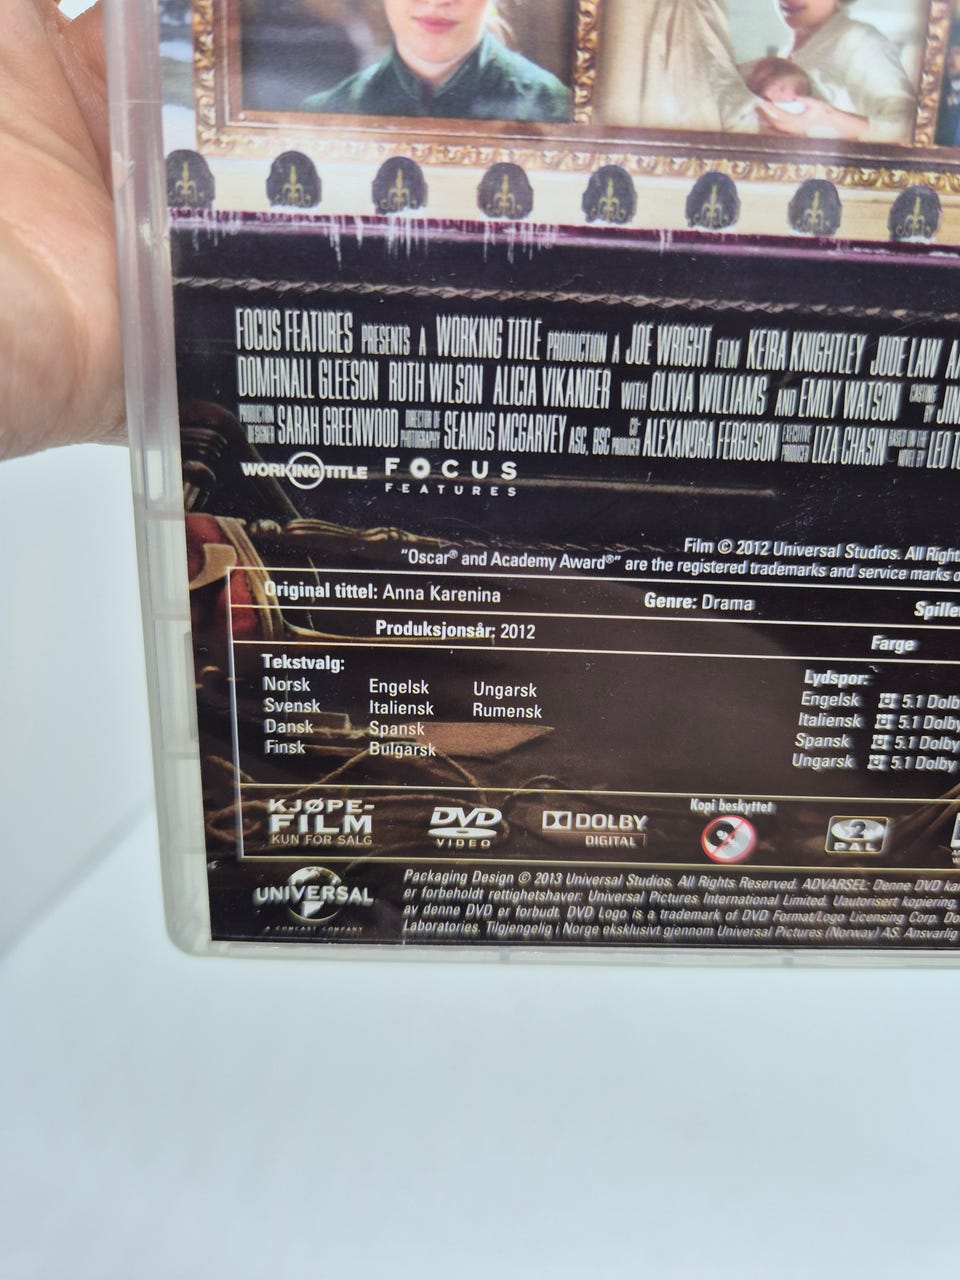 FOCUS FEATURES PRESENTS A WORKING TITLE PRODUCTION A JOE WRIGHT FILM KEIRA KNIGHTLEY JUDE LAW
DOMHNALL GLEESON RUTH WILSON ALICIA VIKANDER WITH OLIVIA WILLIAMS AND EMILY WATSON CASTING BY
PRODUCTION DESIGNER SARAH GREENWOOD DIRECTOR OF PHOTOGRAPHY SEAMUS MCGARVEY ASC, BSC CO-PRODUCER ALEXANDRA FERGUSON EXECUTIVE PRODUCER LIZA CHASIN BASED ON THE NOVEL BY LEO
WORKING TITLE FOCUS FEATURES
Film © 2012 Universal Studios. All
"Oscar® and Academy Award®" are the registered trademarks and service marks
Original tittel: Anna Karenina Genre: Drama
Produksjonsår: 2012 Farge
Tekstvalg: Lydspor:
Norsk Engelsk Ungarsk Engelsk 5.1
Svensk Italiensk Rumensk Italiensk 5.1 Dolby
Dansk Spansk Spansk 5.1 Dolby
Finsk Bulgarsk Ungarsk 5.1 Dolby
KJØPE-FILM KUN FOR SALG DVD VIDEO DOLBY DIGITAL Kopi beskyttet 2 PAL
UNIVERSAL A COMCAST COMPANY
Packaging Design © 2013 Universal Studios. All Rights Reserved. ADVARSEL: Denne DVD
er forbeholdt rettighetshaver: Universal Pictures International Limited. Uautorisert kopiering,
av denne DVD er forbudt. DVD Logo is a trademark of DVD Format/Logo Licensing Corp.
Laboratories. Tilgjengelig i Norge eksklusivt gjennom Universal Pictures (Norway) AS. Ansvarlig